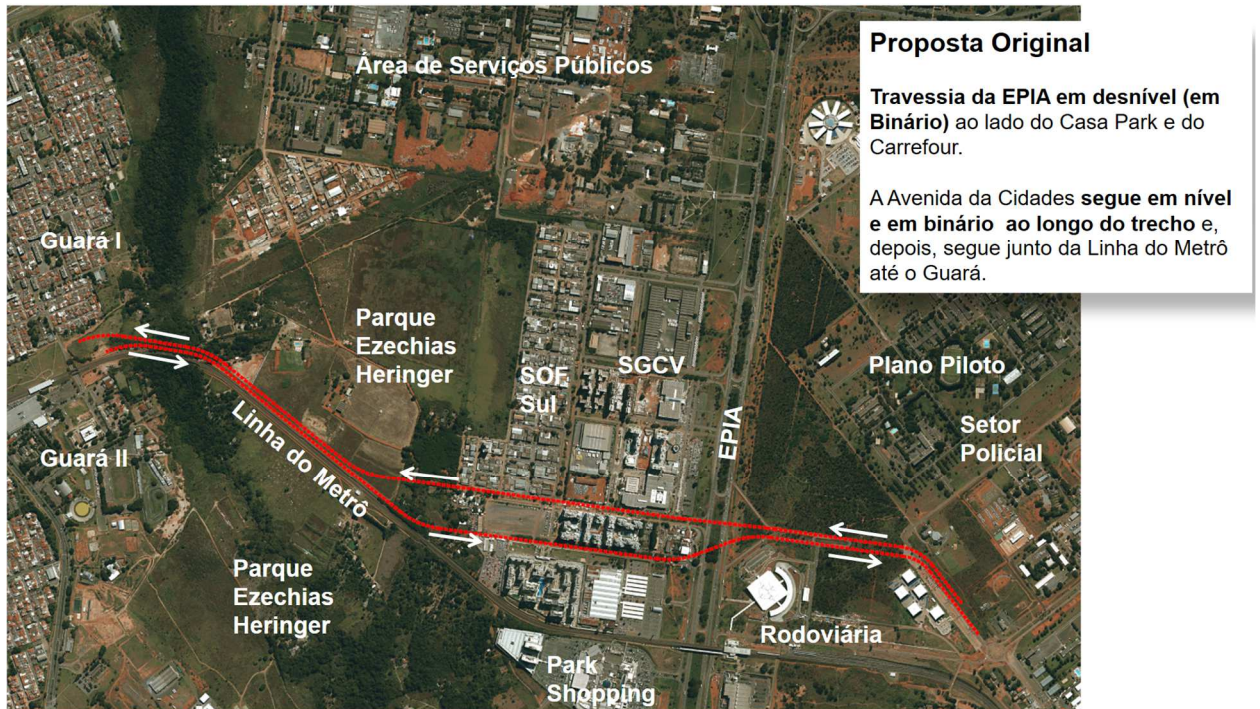 Proposta Original
Travessia da EPIA em desnível (em
Binário) ao lado do Casa Park e do
Carrefour.
A Avenida da Cidades segue em nível
e em binário ao longo do trecho e,
depois, segue junto da Linha do Metrô
até o Guará.
Área de Serviços Públicos
Guará I
Parque
Ezechias
Heringer
SOF
Sul
SGCV
EPIA
Plano Piloto
Setor
Policial
Linha do Metrô
Guará II
Parque
Ezechias
Heringer
Rodoviária
Park
Shopping